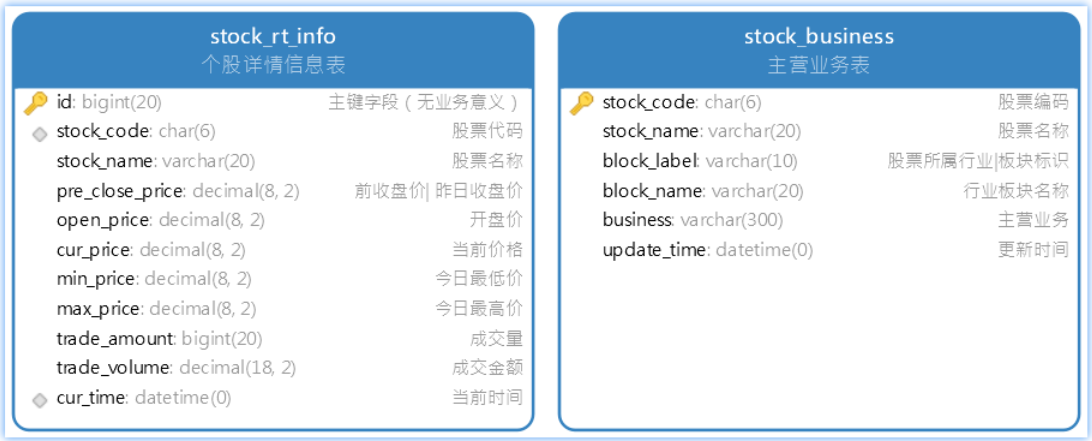 stock_rt_info
个股详情信息表
id: bigint(20) 主键字段（无业务意义）
stock_code: char(6) 股票代码
stock_name: varchar(20) 股票名称
pre_close_price: decimal(8, 2) 前收盘价| 昨日收盘价
open_price: decimal(8, 2) 开盘价
cur_price: decimal(8, 2) 当前价格
min_price: decimal(8, 2) 今日最低价
max_price: decimal(8, 2) 今日最高价
trade_amount: bigint(20) 成交量
trade_volume: decimal(18, 2) 成交金额
cur_time: datetime(0) 当前时间
stock_business
主营业务表
stock_code: char(6) 股票编码
stock_name: varchar(20) 股票名称
block_label: varchar(10) 股票所属行业|板块标识
block_name: varchar(20) 行业板块名称
business: varchar(300) 主营业务
update_time: datetime(0) 更新时间